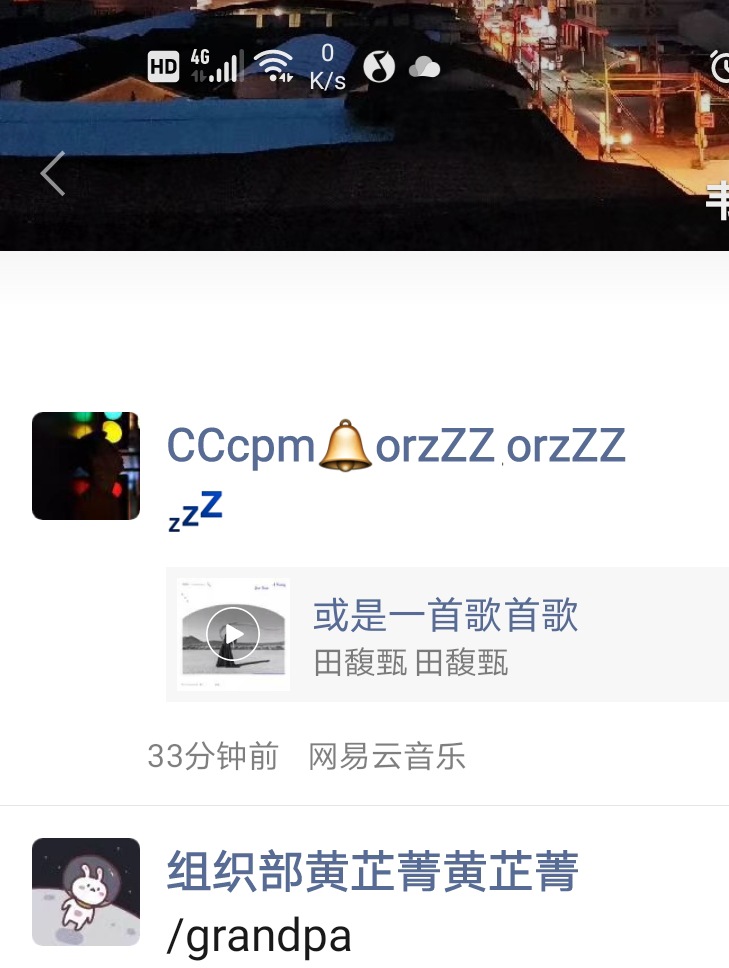 HD 4G 0 K/s
CCcpm🔔orzZZ orzZZ
zzZ
或是一首歌首歌
田馥甄 田馥甄
33分钟前 网易云音乐
组织部黄芷菁黄芷菁
/grandpa